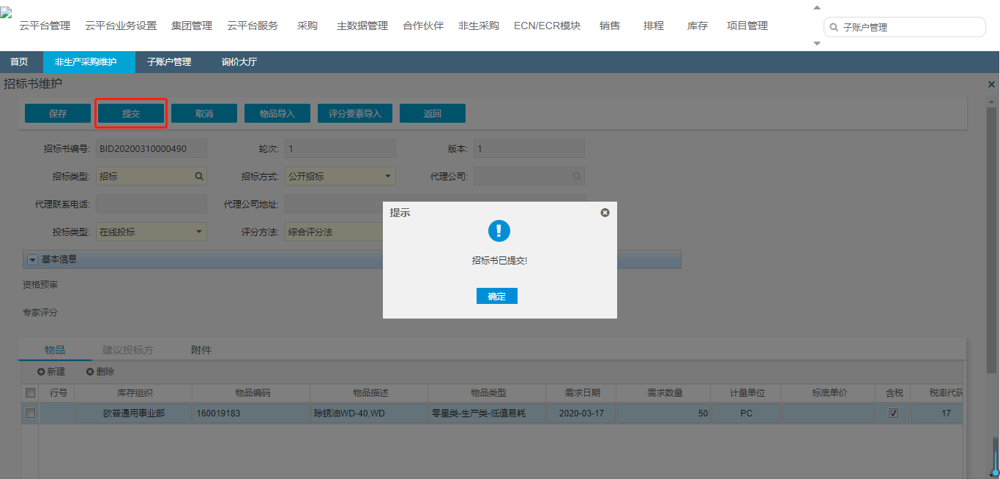 云平台管理 云平台业务设置 集团管理 云平台服务 采购 主数据管理 合作伙伴 非生采购 ECN/ECR模块 销售 排程 库存 项目管理 子账户管理
首页 非生产采购维护 子账户管理 询价大厅
招标书维护
保存 提交 取消 物品导入 评分要素导入 返回
招标书编号: BID20200310000490 轮次: 1 版本: 1
招标类型: 招标 招标方式: 公开招标 代理公司:
代理联系电话: 代理公司地址:
投标类型: 在线投标 评分方法: 综合评分法
提示
招标书已提交!
确定
基本信息
资格预审
专家评分
物品 建议投标方 附件
新建 删除
行号 库存组织 物品编码 物品描述 物品类型 需求日期 需求数量 计量单位 标底单价 含税 税率代码
欧普通用事业部 160019183 除锈油WD-40,WD 零星类-生产类-低值易耗 2020-03-17 50 PC 17